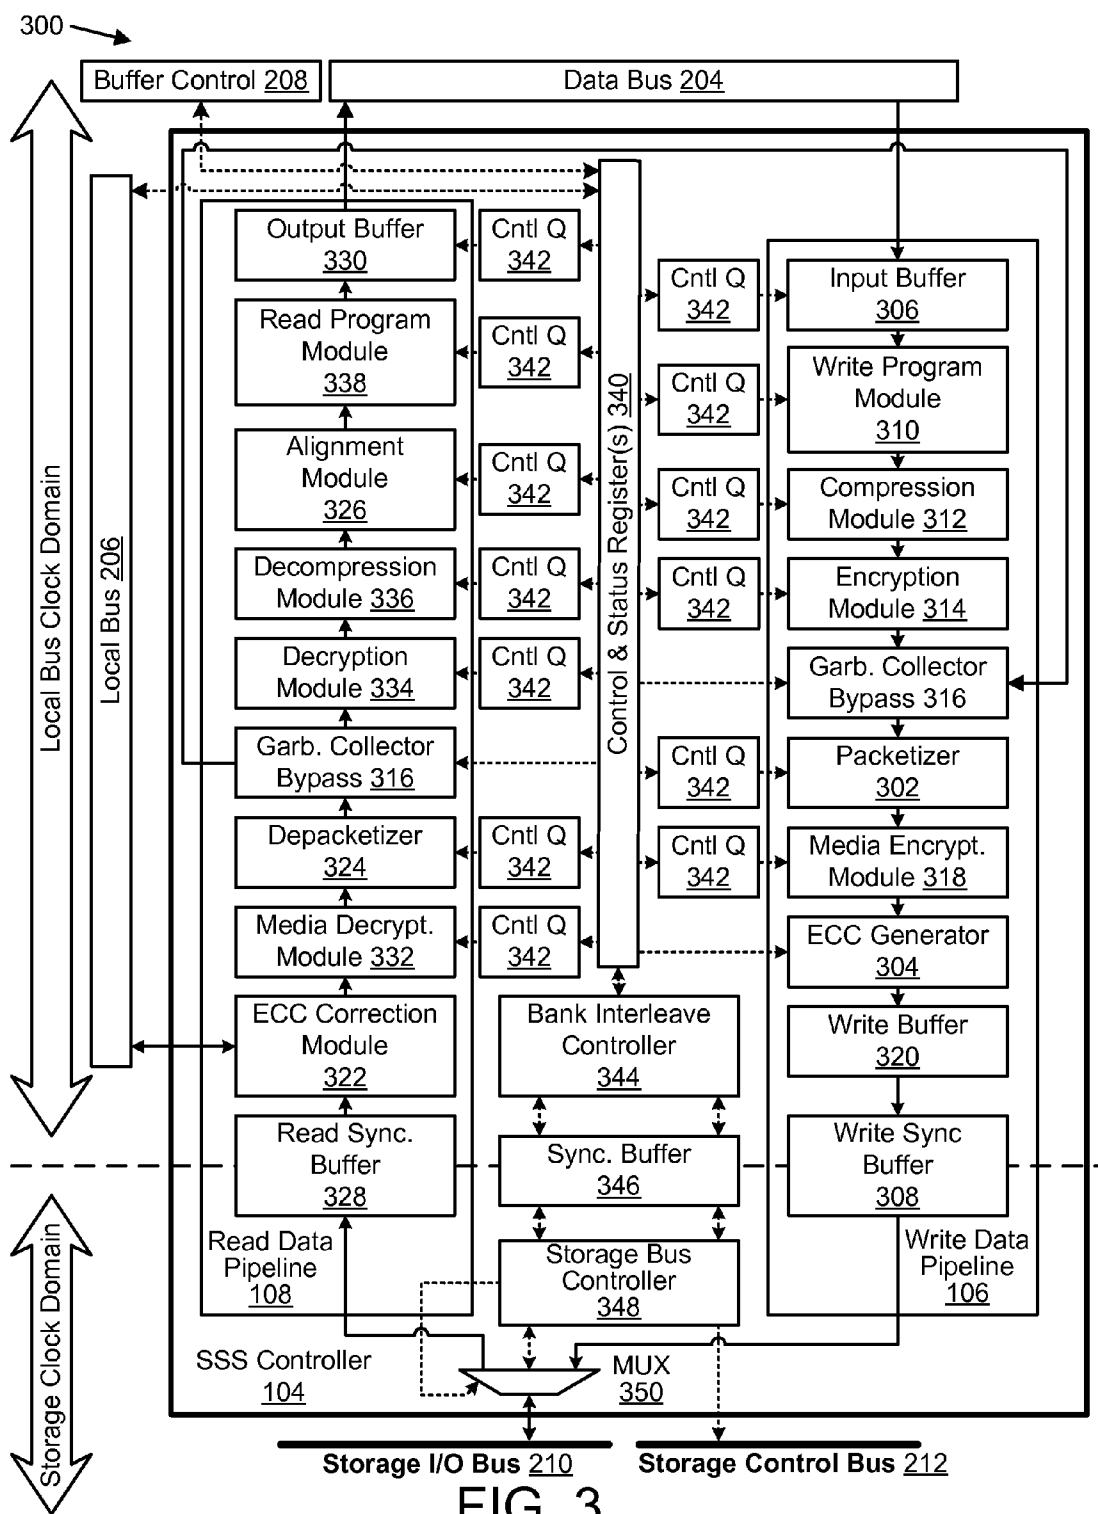 300
Buffer Control 208
Data Bus 204
Local Bus Clock Domain
Local Bus 206
Output Buffer
330
Read Program
Module
338
Alignment
Module
326
Decompression
Module 336
Decryption
Module 334
Garb. Collector
Bypass 316
Depacketizer
324
Media Decrypt.
Module 332
ECC Correction
Module
322
Read Sync.
Buffer
328
Read Data
Pipeline
108
Cntl Q
342
Cntl Q
342
Cntl Q
342
Cntl Q
342
Cntl Q
342
Cntl Q
342
Cntl Q
342
Control & Status Register(s) 340
Cntl Q
342
Cntl Q
342
Cntl Q
342
Cntl Q
342
Cntl Q
342
Cntl Q
342
Input Buffer
306
Write Program
Module
310
Compression
Module 312
Encryption
Module 314
Garb. Collector
Bypass 316
Packetizer
302
Media Encrypt.
Module 318
ECC Generator
304
Write Buffer
320
Write Sync
Buffer
308
Write Data
Pipeline
106
Bank Interleave
Controller
344
Sync. Buffer
346
Storage Bus
Controller
348
Storage Clock Domain
SSS Controller
104
MUX
350
Storage I/O Bus 210
Storage Control Bus 212
FIG. 3